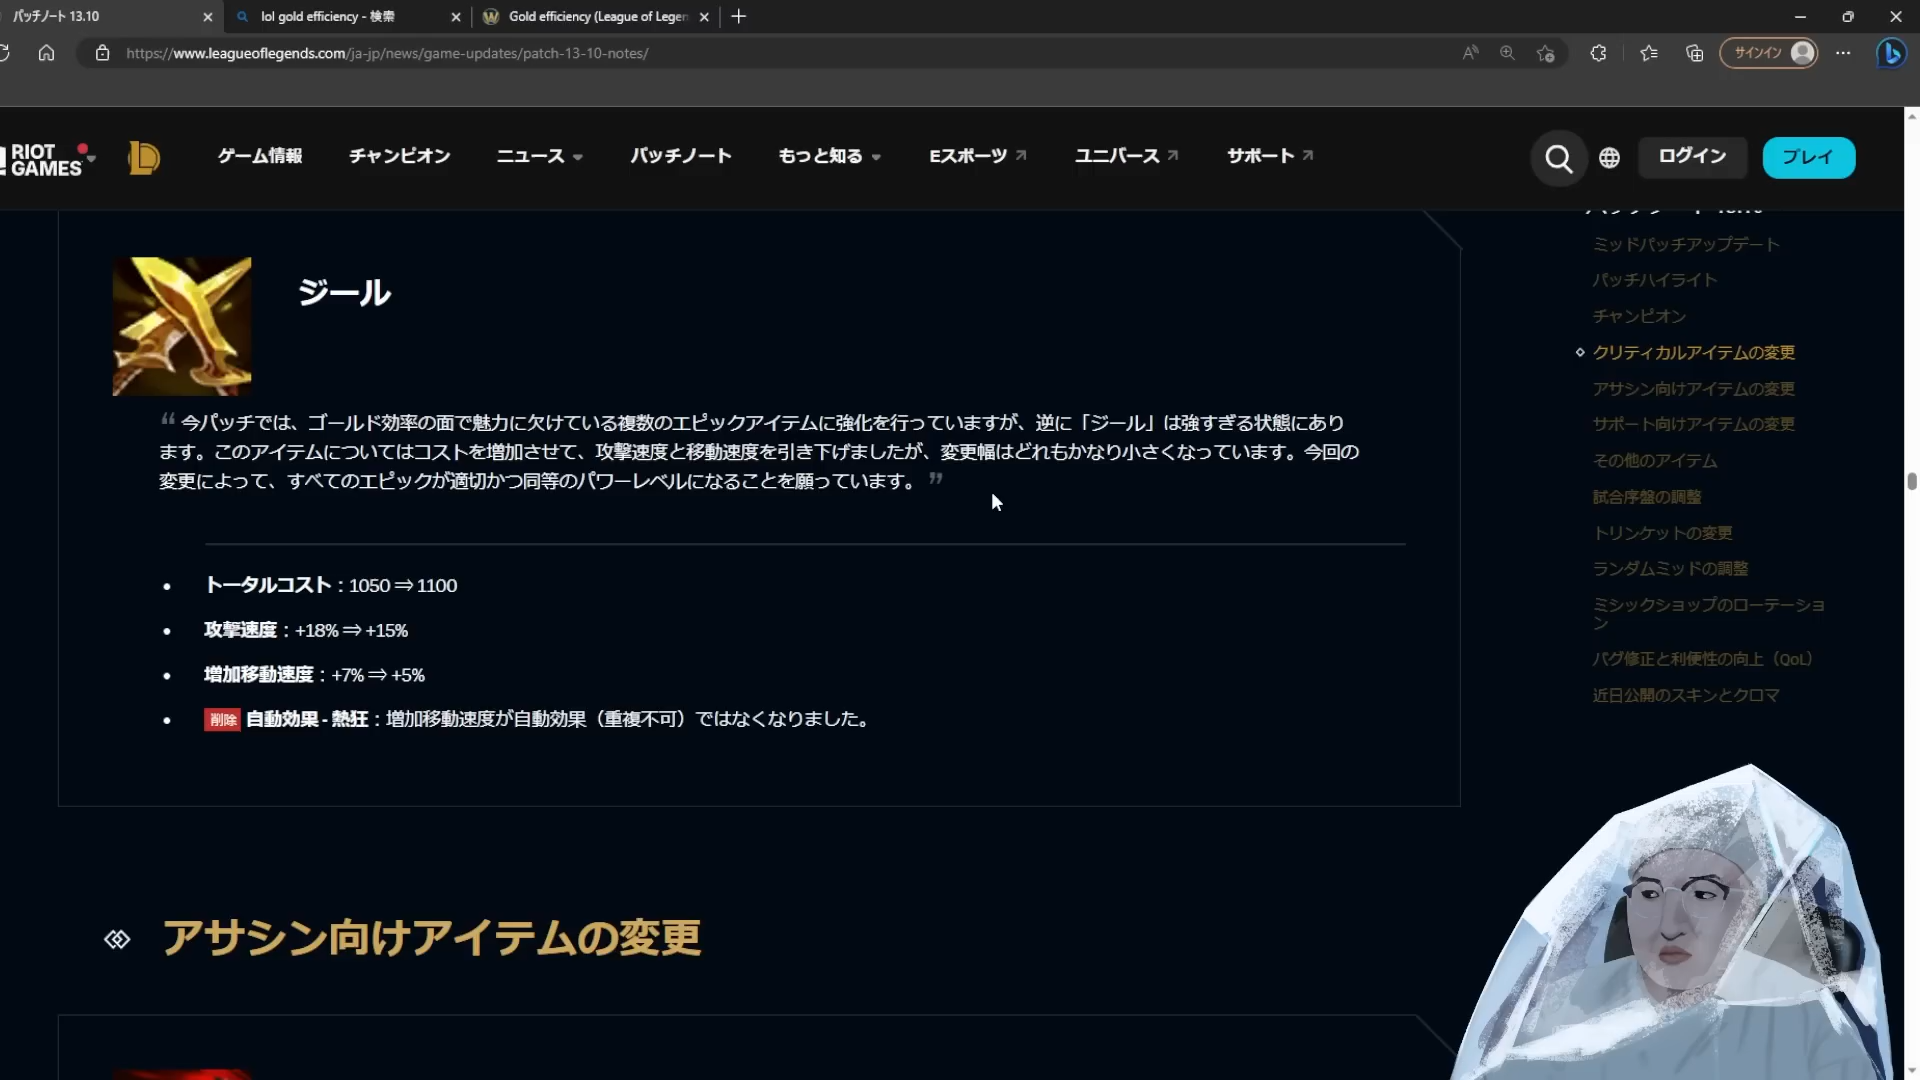 パッチノート 13.10
lol gold efficiency - 検索
Gold efficiency (League of Legen
https://www.leagueoflegends.com/ja-jp/news/game-updates/patch-13-10-notes/
サインイン
RIOT
GAMES
ゲーム情報
チャンピオン
ニュース
パッチノート
もっと知る
Eスポーツ
ユニバース
サポート
ログイン
プレイ
ジール
“ 今パッチでは、ゴールド効率の面で魅力に欠けている複数のエピックアイテムに強化を行っていますが、逆に「ジール」は強すぎる状態にあり
ます。このアイテムについてはコストを増加させて、攻撃速度と移動速度を引き下げましたが、変更幅はどれもかなり小さくなっています。今回の
変更によって、すべてのエピックが適切かつ同等のパワーレベルになることを願っています。 ”
• トータルコスト：1050 ⇒ 1100
• 攻撃速度：+18% ⇒ +15%
• 増加移動速度：+7% ⇒ +5%
• 削除 自動効果 - 熱狂：増加移動速度が自動効果（重複不可）ではなくなりました。
アサシン向けアイテムの変更
ミッドパッチアップデート
パッチハイライト
チャンピオン
クリティカルアイテムの変更
アサシン向けアイテムの変更
サポート向けアイテムの変更
その他のアイテム
試合序盤の調整
トリンケットの変更
ランダムミッドの調整
ミシックショップのローテーショ
ン
バグ修正と利便性の向上（QoL）
近日公開のスキンとクロマ